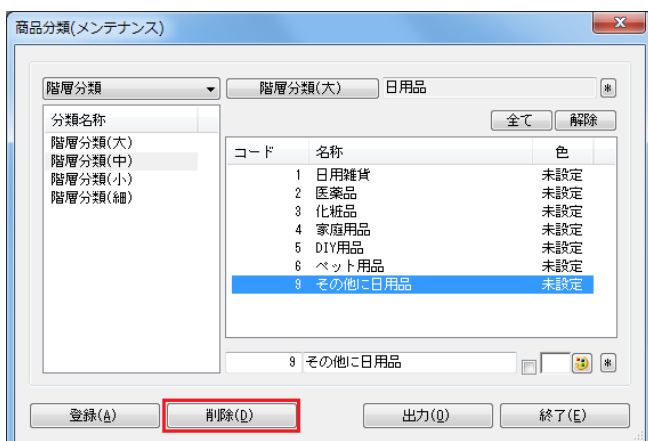 商品分類(メンテナンス)
階層分類 階層分類(大) 日用品 *
分類名称 全て 解除
階層分類(大)
階層分類(中)
階層分類(小)
階層分類(細)
コード 名称 色
1 日用雑貨 未設定
2 医薬品 未設定
3 化粧品 未設定
4 家庭用品 未設定
5 DIY用品 未設定
6 ペット用品 未設定
9 その他に日用品 未設定
9 その他に日用品 *
登録(A) 削除(D) 出力(O) 終了(E)